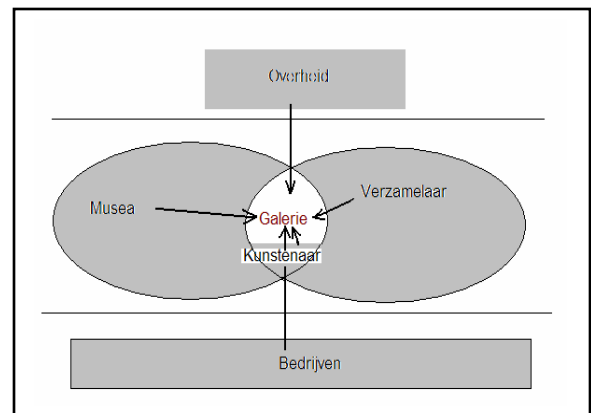 Overheid
Musea
Verzamelaar
Galerie
Kunstenaar
Bedrijven